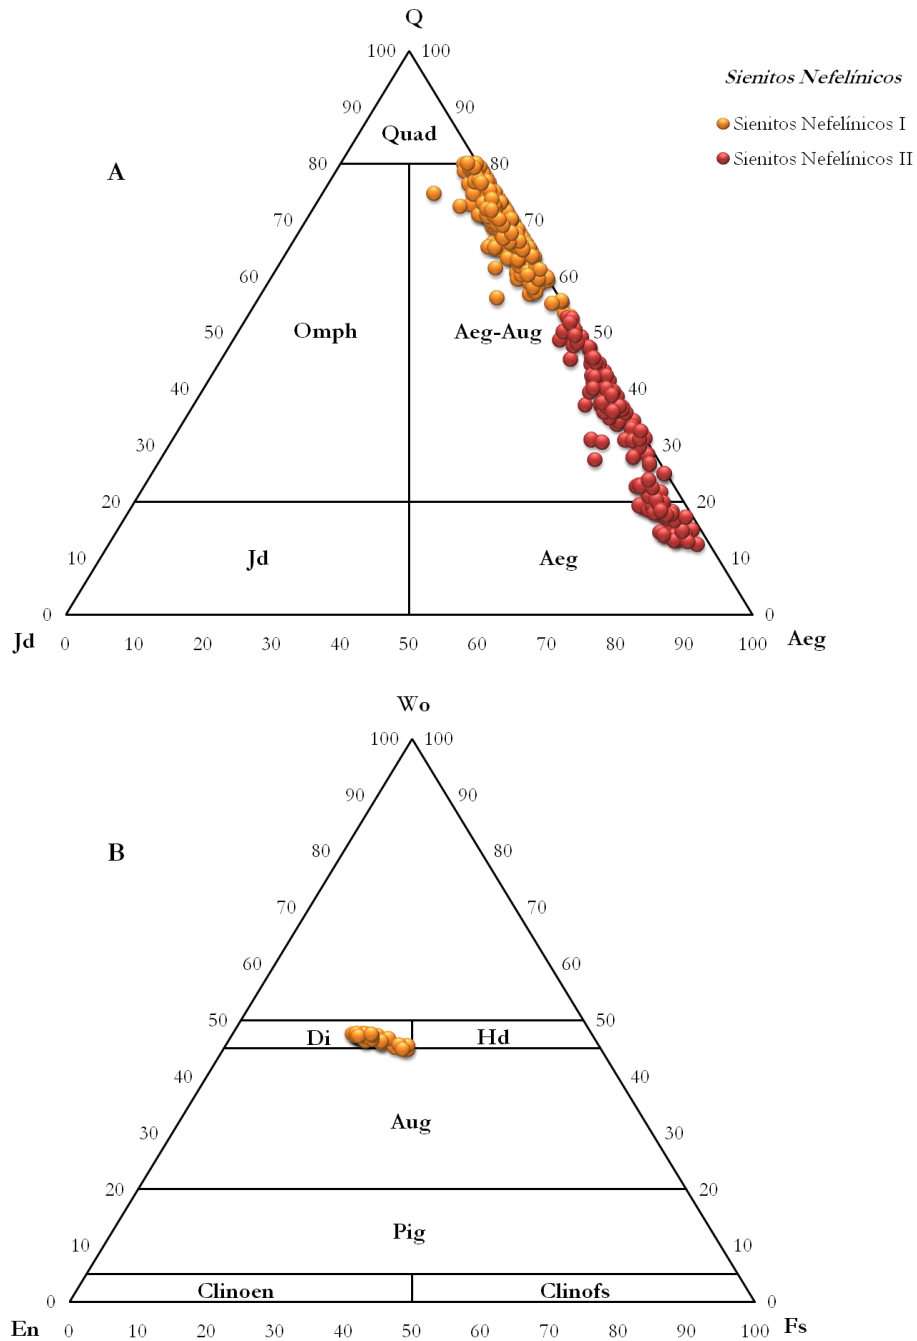 Q
100 100
Sienitos Nefelínicos
90 90
Sienitos Nefelínicos I
Quad
Sienitos Nefelínicos II
A
80 80
70 70
60 60
50 Omph Aeg-Aug 50
40 40
30 30
20 20
10 Jd Aeg 10
0 0
Jd 0 10 20 30 40 50 60 70 80 90 100 Aeg
Wo
100 100
90 90
B
80 80
70 70
60 60
50 50
Di Hd
40 40
Aug
30 30
20 20
Pig
10 10
Clinoen Clinofs
0 0
En 0 10 20 30 40 50 60 70 80 90 100 Fs